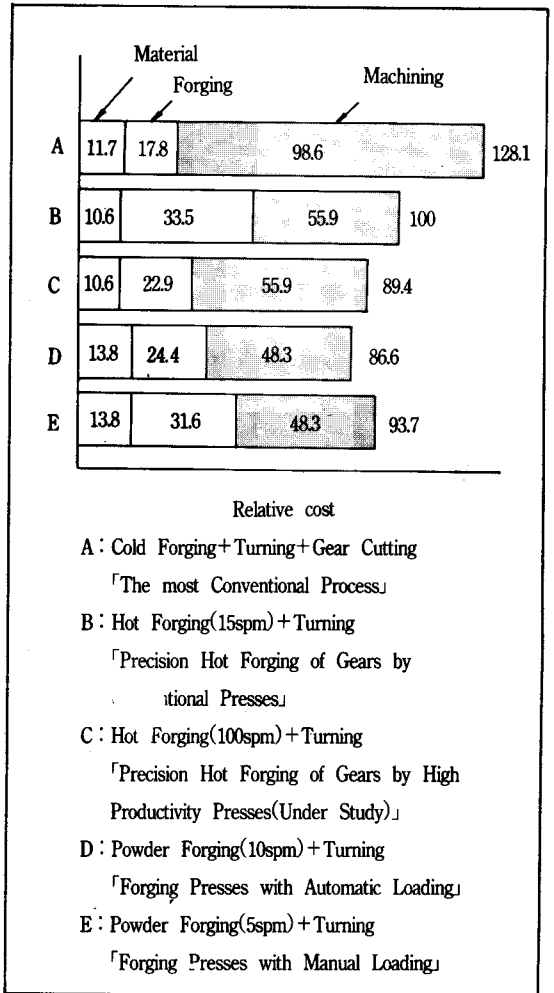 Material
Forging
Machining
A 11.7 17.8 98.6 128.1
B 10.6 33.5 55.9 100
C 10.6 22.9 55.9 89.4
D 13.8 24.4 48.3 86.6
E 13.8 31.6 48.3 93.7
Relative cost
A : Cold Forging+Turning+Gear Cutting
「The most Conventional Process」
B : Hot Forging(15spm)+Turning
「Precision Hot Forging of Gears by
Presses」
C : Hot Forging(100spm)+Turning
「Precision Hot Forging of Gears by High
Productivity Presses(Under Study)」
D : Powder Forging(10spm)+Turning
「Forging Presses with Automatic Loading」
E : Powder Forging(5spm)+Turning
「Forging Presses with Manual Loading」